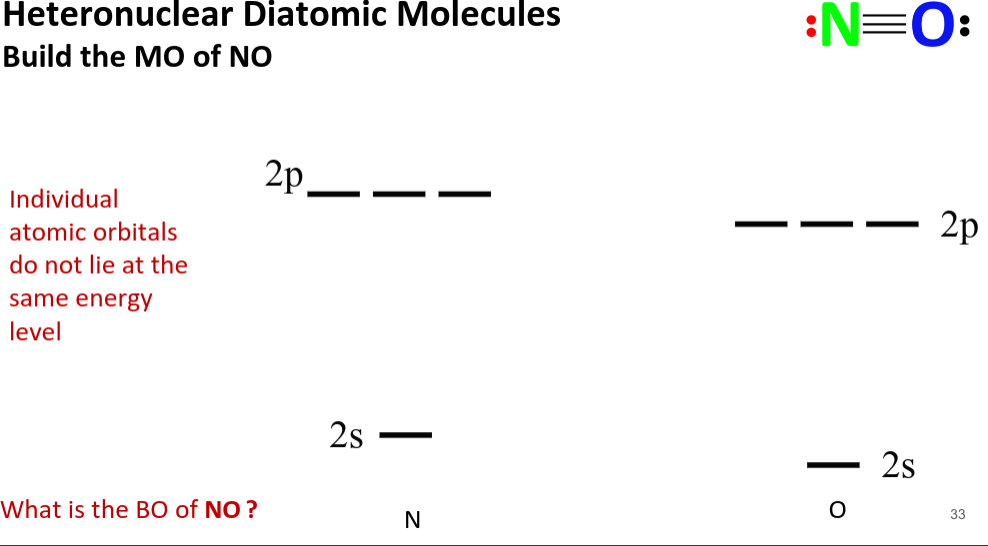 Heteronuclear Diatomic Molecules
Build the MO of NO
:N≡O:
2p
Individual
atomic orbitals
do not lie at the
same energy
level
2p
2s
2s
What is the BO of NO ?
N
O
33